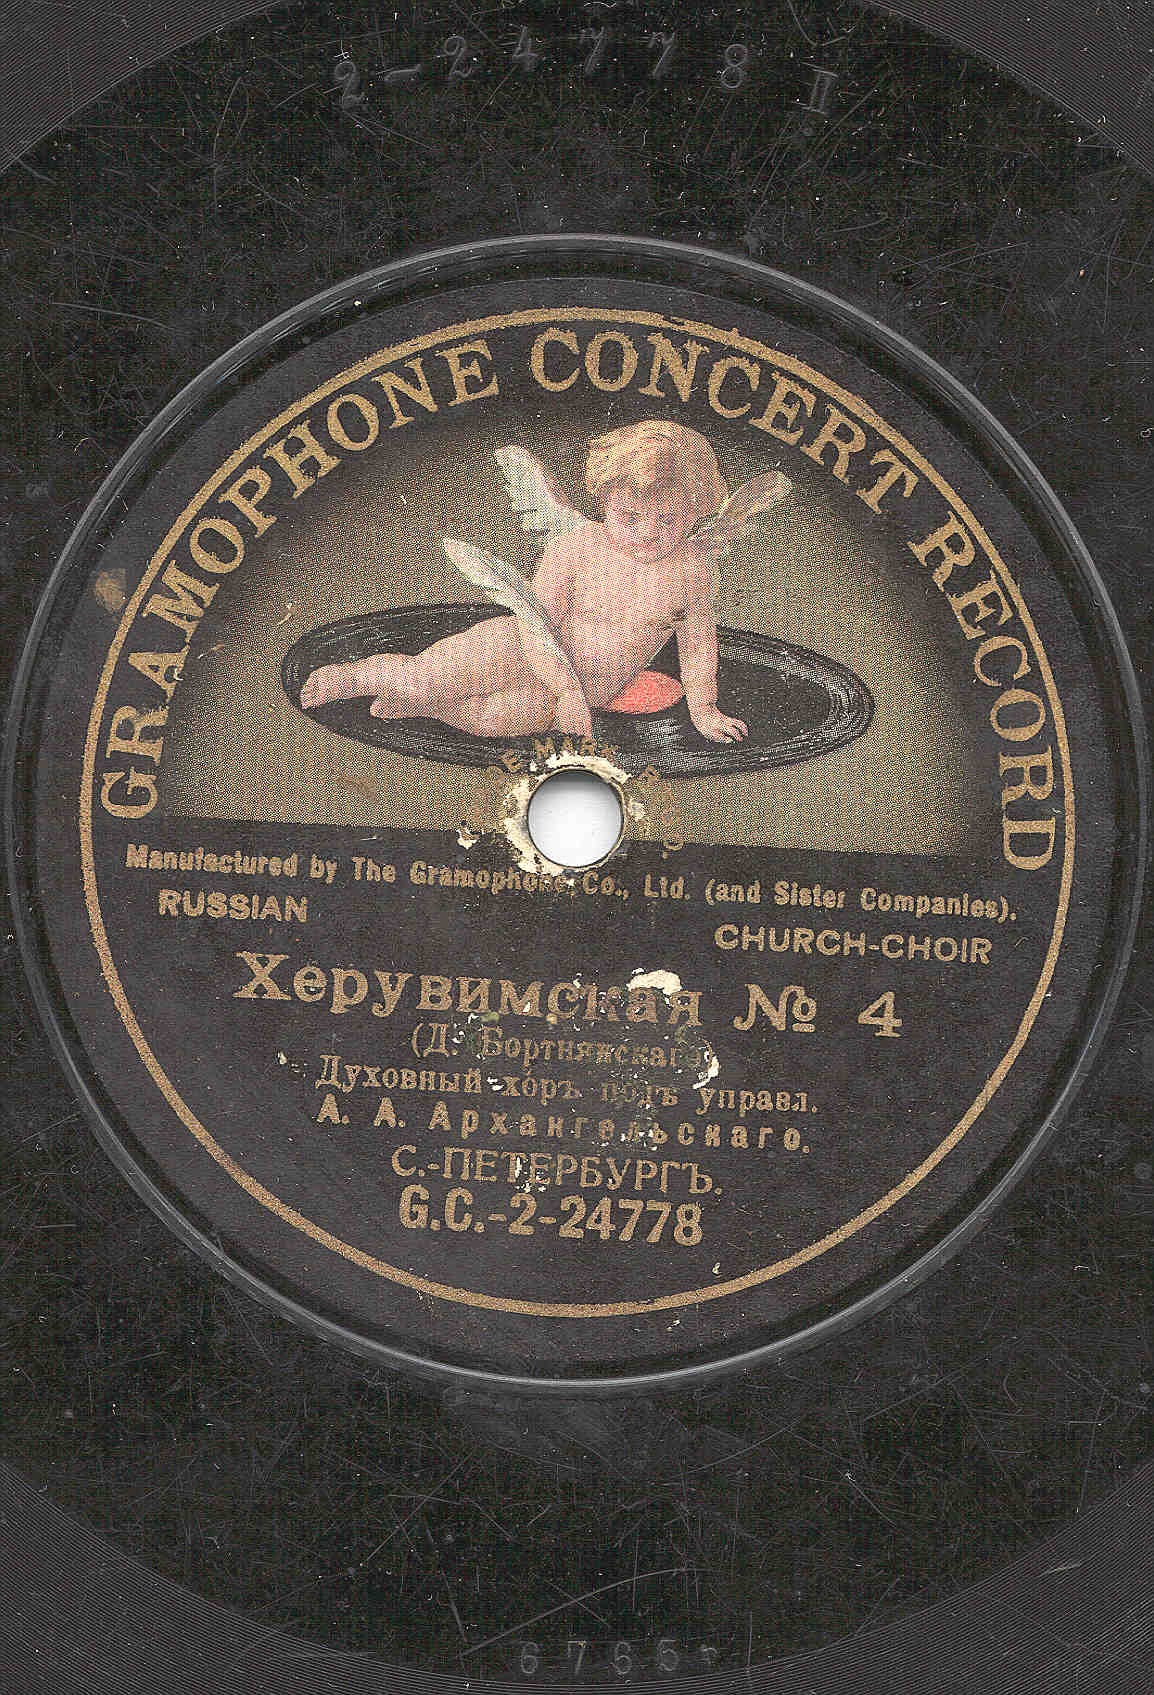 2-24778 II
GRAMOPHONE CONCERT RECORD
MARK
Manufactured by The Gramophone Co., Ltd. (and Sister Companies).
RUSSIAN
CHURCH-CHOIR
Херувимская № 4
(Д. Бортнянскаго)
Духовный хоръ подъ управл.
А. А. Архангельскаго.
С.-ПЕТЕРБУРГЪ.
G.C.-2-24778
6765